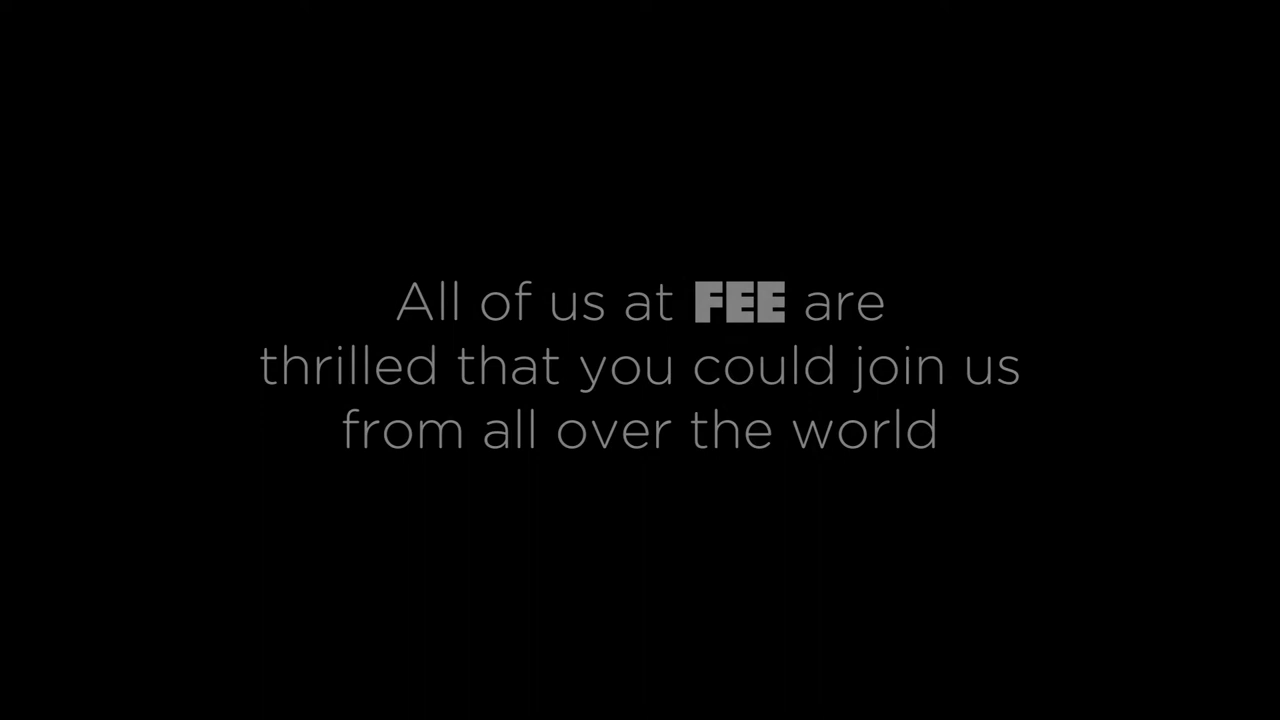 All of us at FEE are
thrilled that you could join us
from all over the world